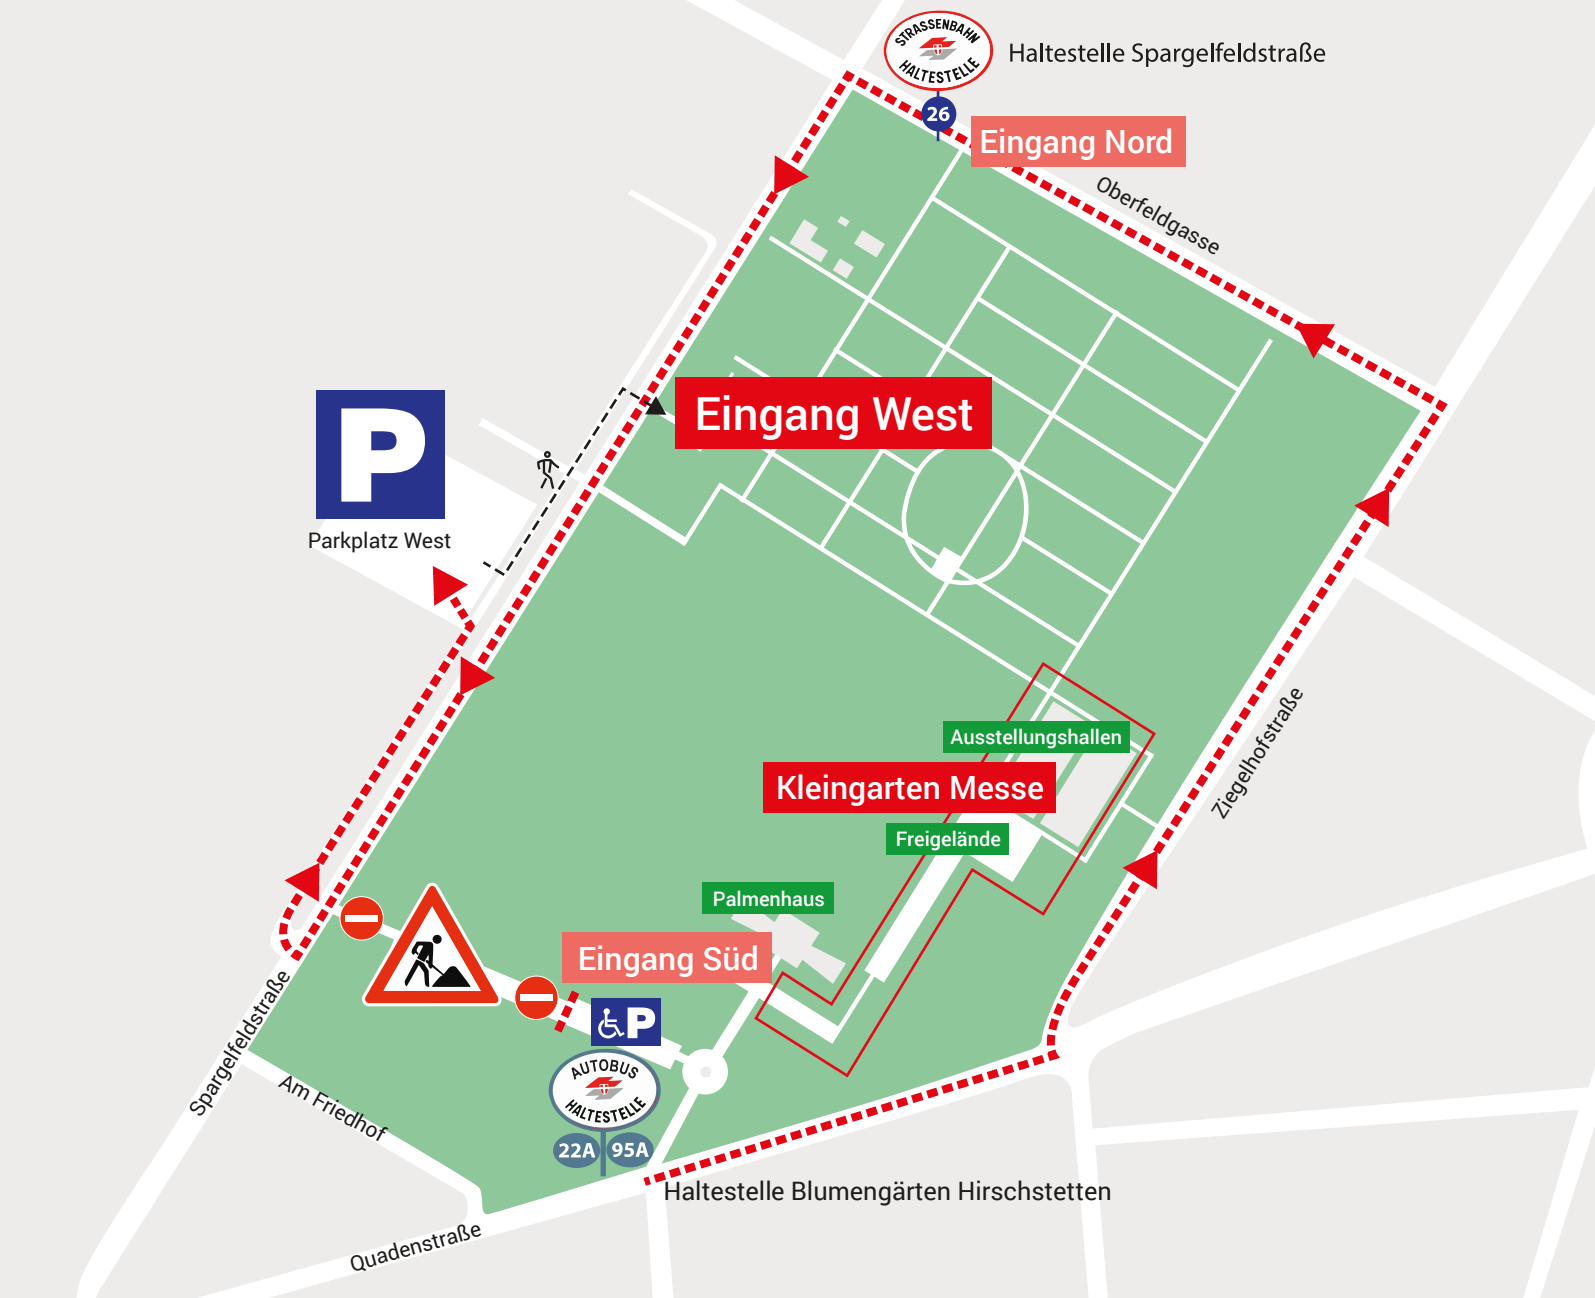 STRASSENBAHN
HALTESTELLE
Haltestelle Spargelfeldstraße
26
Eingang Nord
Oberfeldgasse
Eingang West
P
Parkplatz West
Ausstellungshallen
Kleingarten Messe
Ziegelhofstraße
Freigelände
Palmenhaus
Eingang Süd
P
Spargelfeldstraße
Am Friedhof
AUTOBUS
HALTESTELLE
22A
95A
Haltestelle Blumengärten Hirschstetten
Quadenstraße